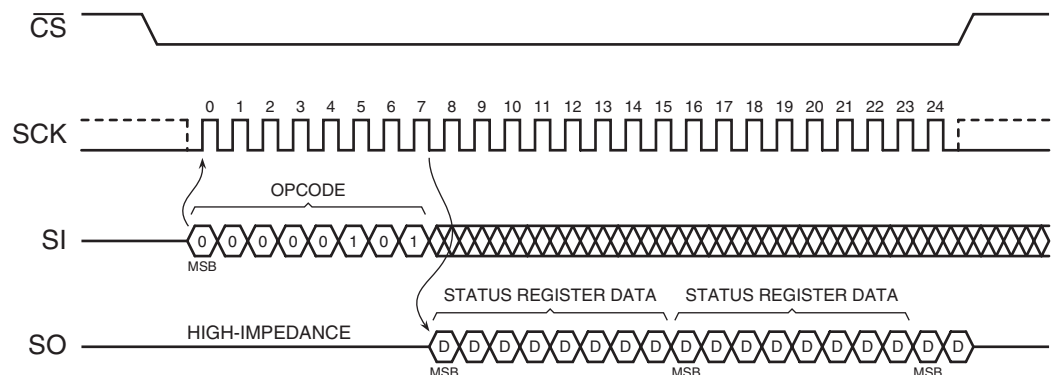 CS
0 1 2 3 4 5 6 7 8 9 10 11 12 13 14 15 16 17 18 19 20 21 22 23 24
SCK
OPCODE
SI 0 0 0 0 0 1 0 1
MSB
STATUS REGISTER DATA STATUS REGISTER DATA
HIGH-IMPEDANCE
SO D D D D D D D D D D D D D D D D D D
MSB MSB MSB